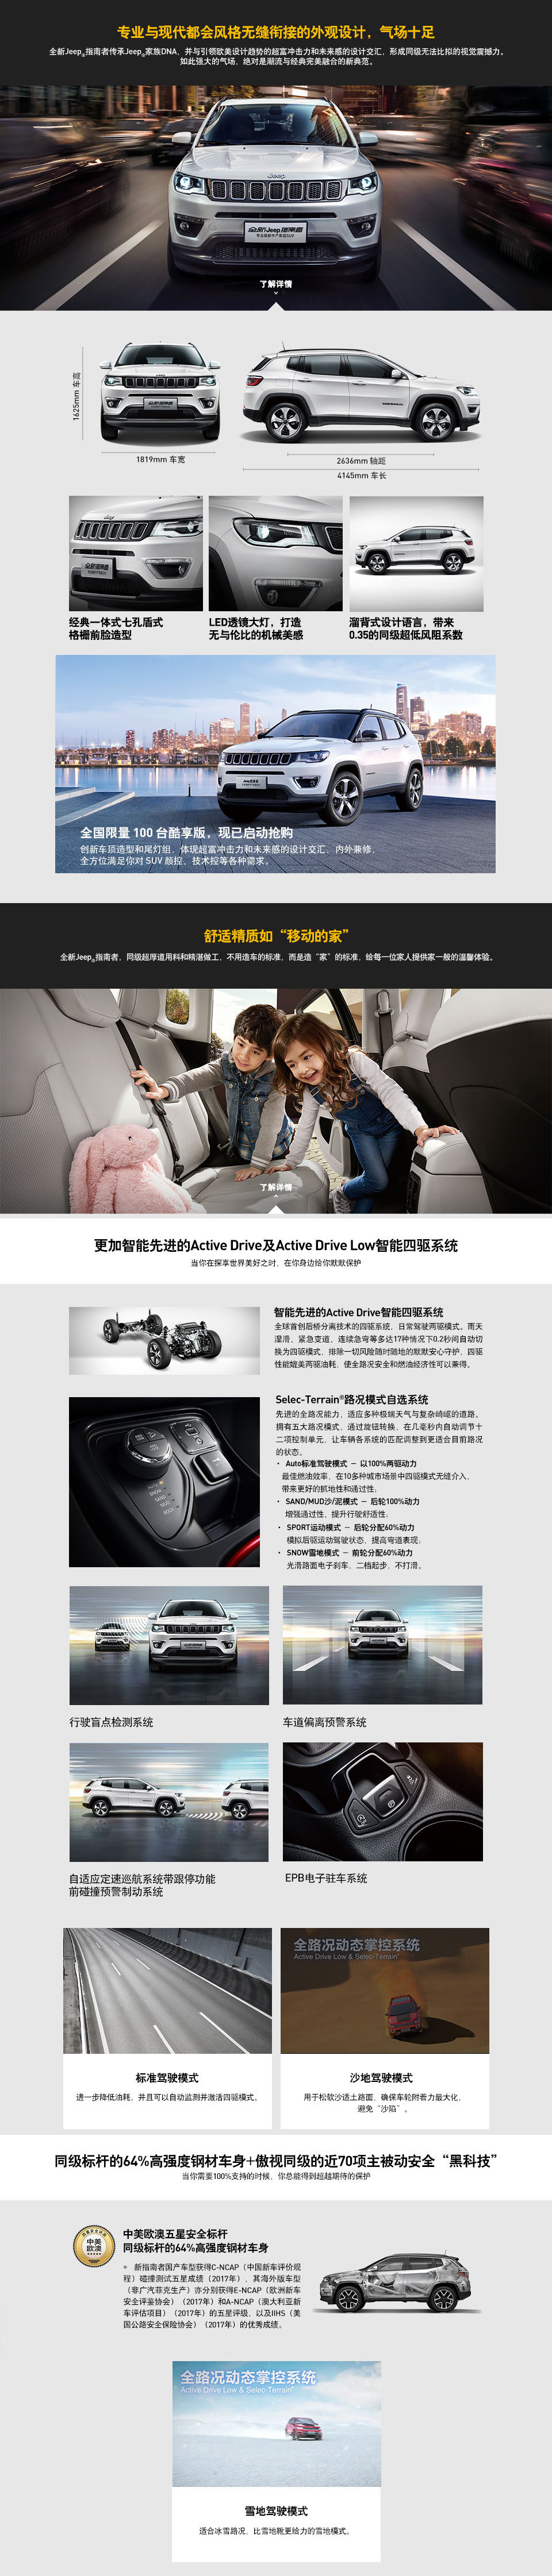 专业与现代都会风格无缝衔接的外观设计，气场十足
全新Jeep®指南者传承Jeep®家族DNA，并与引领欧美设计趋势的超富冲击力和未来感的设计交汇，形成同级无法比拟的视觉震撼力。
如此强大的气场，绝对是潮流与经典完美融合的新典范。
Jeep
全新Jeep指南者
专业级都会中产家庭SUV
了解详情
1625mm 车高
1819mm 车宽
2636mm 轴距
4145mm 车长
经典一体式七孔盾式
格栅前脸造型
LED透镜大灯，打造
无与伦比的机械美感
溜背式设计语言，带来
0.35的同级超低风阻系数
全国限量 100 台酷享版，现已启动抢购
创新车顶造型和尾灯组，体现超富冲击力和未来感的设计交汇，内外兼修，
全方位满足你对 SUV 颜控、技术控等各种需求。
舒适精质如“移动的家”
全新Jeep®指南者，同级超厚道用料和精湛做工，不用造车的标准，而是造“家”的标准，给每一位家人提供家一般的温馨体验。
了解详情
更加智能先进的Active Drive及Active Drive Low智能四驱系统
当你在探享世界美好之时，在你身边给你默默保护
智能先进的Active Drive智能四驱系统
全球首创后桥分离技术的四驱系统，日常驾驶两驱模式。雨天
湿滑、紧急变道、连续急弯等多达17种情况下0.2秒间自动切
换为四驱模式，排除一切风险随时随地的默默安心守护，四驱
性能媲美两驱油耗，使全路况安全和燃油经济性可以兼得。
Selec-Terrain®路况模式自选系统
先进的全路况能力，适应多种极端天气与复杂崎岖的道路。
拥有五大路况模式，通过旋钮转换，在几毫秒内自动调节十
二项控制单元，让车辆各系统的匹配调整到更适合目前路况
的状态。
· Auto标准驾驶模式 － 以100%两驱动力
最佳燃油效率，在10多种城市场景中四驱模式无缝介入，
带来更好的抓地性和通过性；
· SAND/MUD沙/泥模式 － 后轮100%动力
增强通过性，提升行驶舒适性；
· SPORT运动模式 － 后轮分配60%动力
模拟后驱运动驾驶状态，提高弯道表现；
· SNOW雪地模式 － 前轮分配60%动力
光滑路面电子刹车，二档起步，不打滑。
行驶盲点检测系统
车道偏离预警系统
自适应定速巡航系统带跟停功能
前碰撞预警制动系统
EPB电子驻车系统
全路况动态掌控系统
Active Drive Low & Selec-Terrain®
标准驾驶模式
进一步降低油耗，并且可以自动监测并激活四驱模式。
沙地驾驶模式
用于松软沙适土路面，确保车轮附着力最大化，
避免“沙陷”。
同级标杆的64%高强度钢材车身+傲视同级的近70项主被动安全“黑科技”
当你需要100%支持的时候，你总能得到超越期待的保护
中美
欧澳
中美欧澳五星安全标杆
同级标杆的64%高强度钢材车身
● 新指南者国产车型获得C-NCAP（中国新车评价规
程）碰撞测试五星成绩（2017年），其海外版车型
（非广汽菲克生产）亦分别获得E-NCAP（欧洲新车
安全评鉴协会）（2017年）和A-NCAP（澳大利亚新
车评估项目）（2017年）的五星评级，以及IIHS（美
国公路安全保险协会）（2017年）的优秀成绩。
全路况动态掌控系统
Active Drive Low & Selec-Terrain®
雪地驾驶模式
适合冰雪路况，比雪地靴更给力的雪地模式。